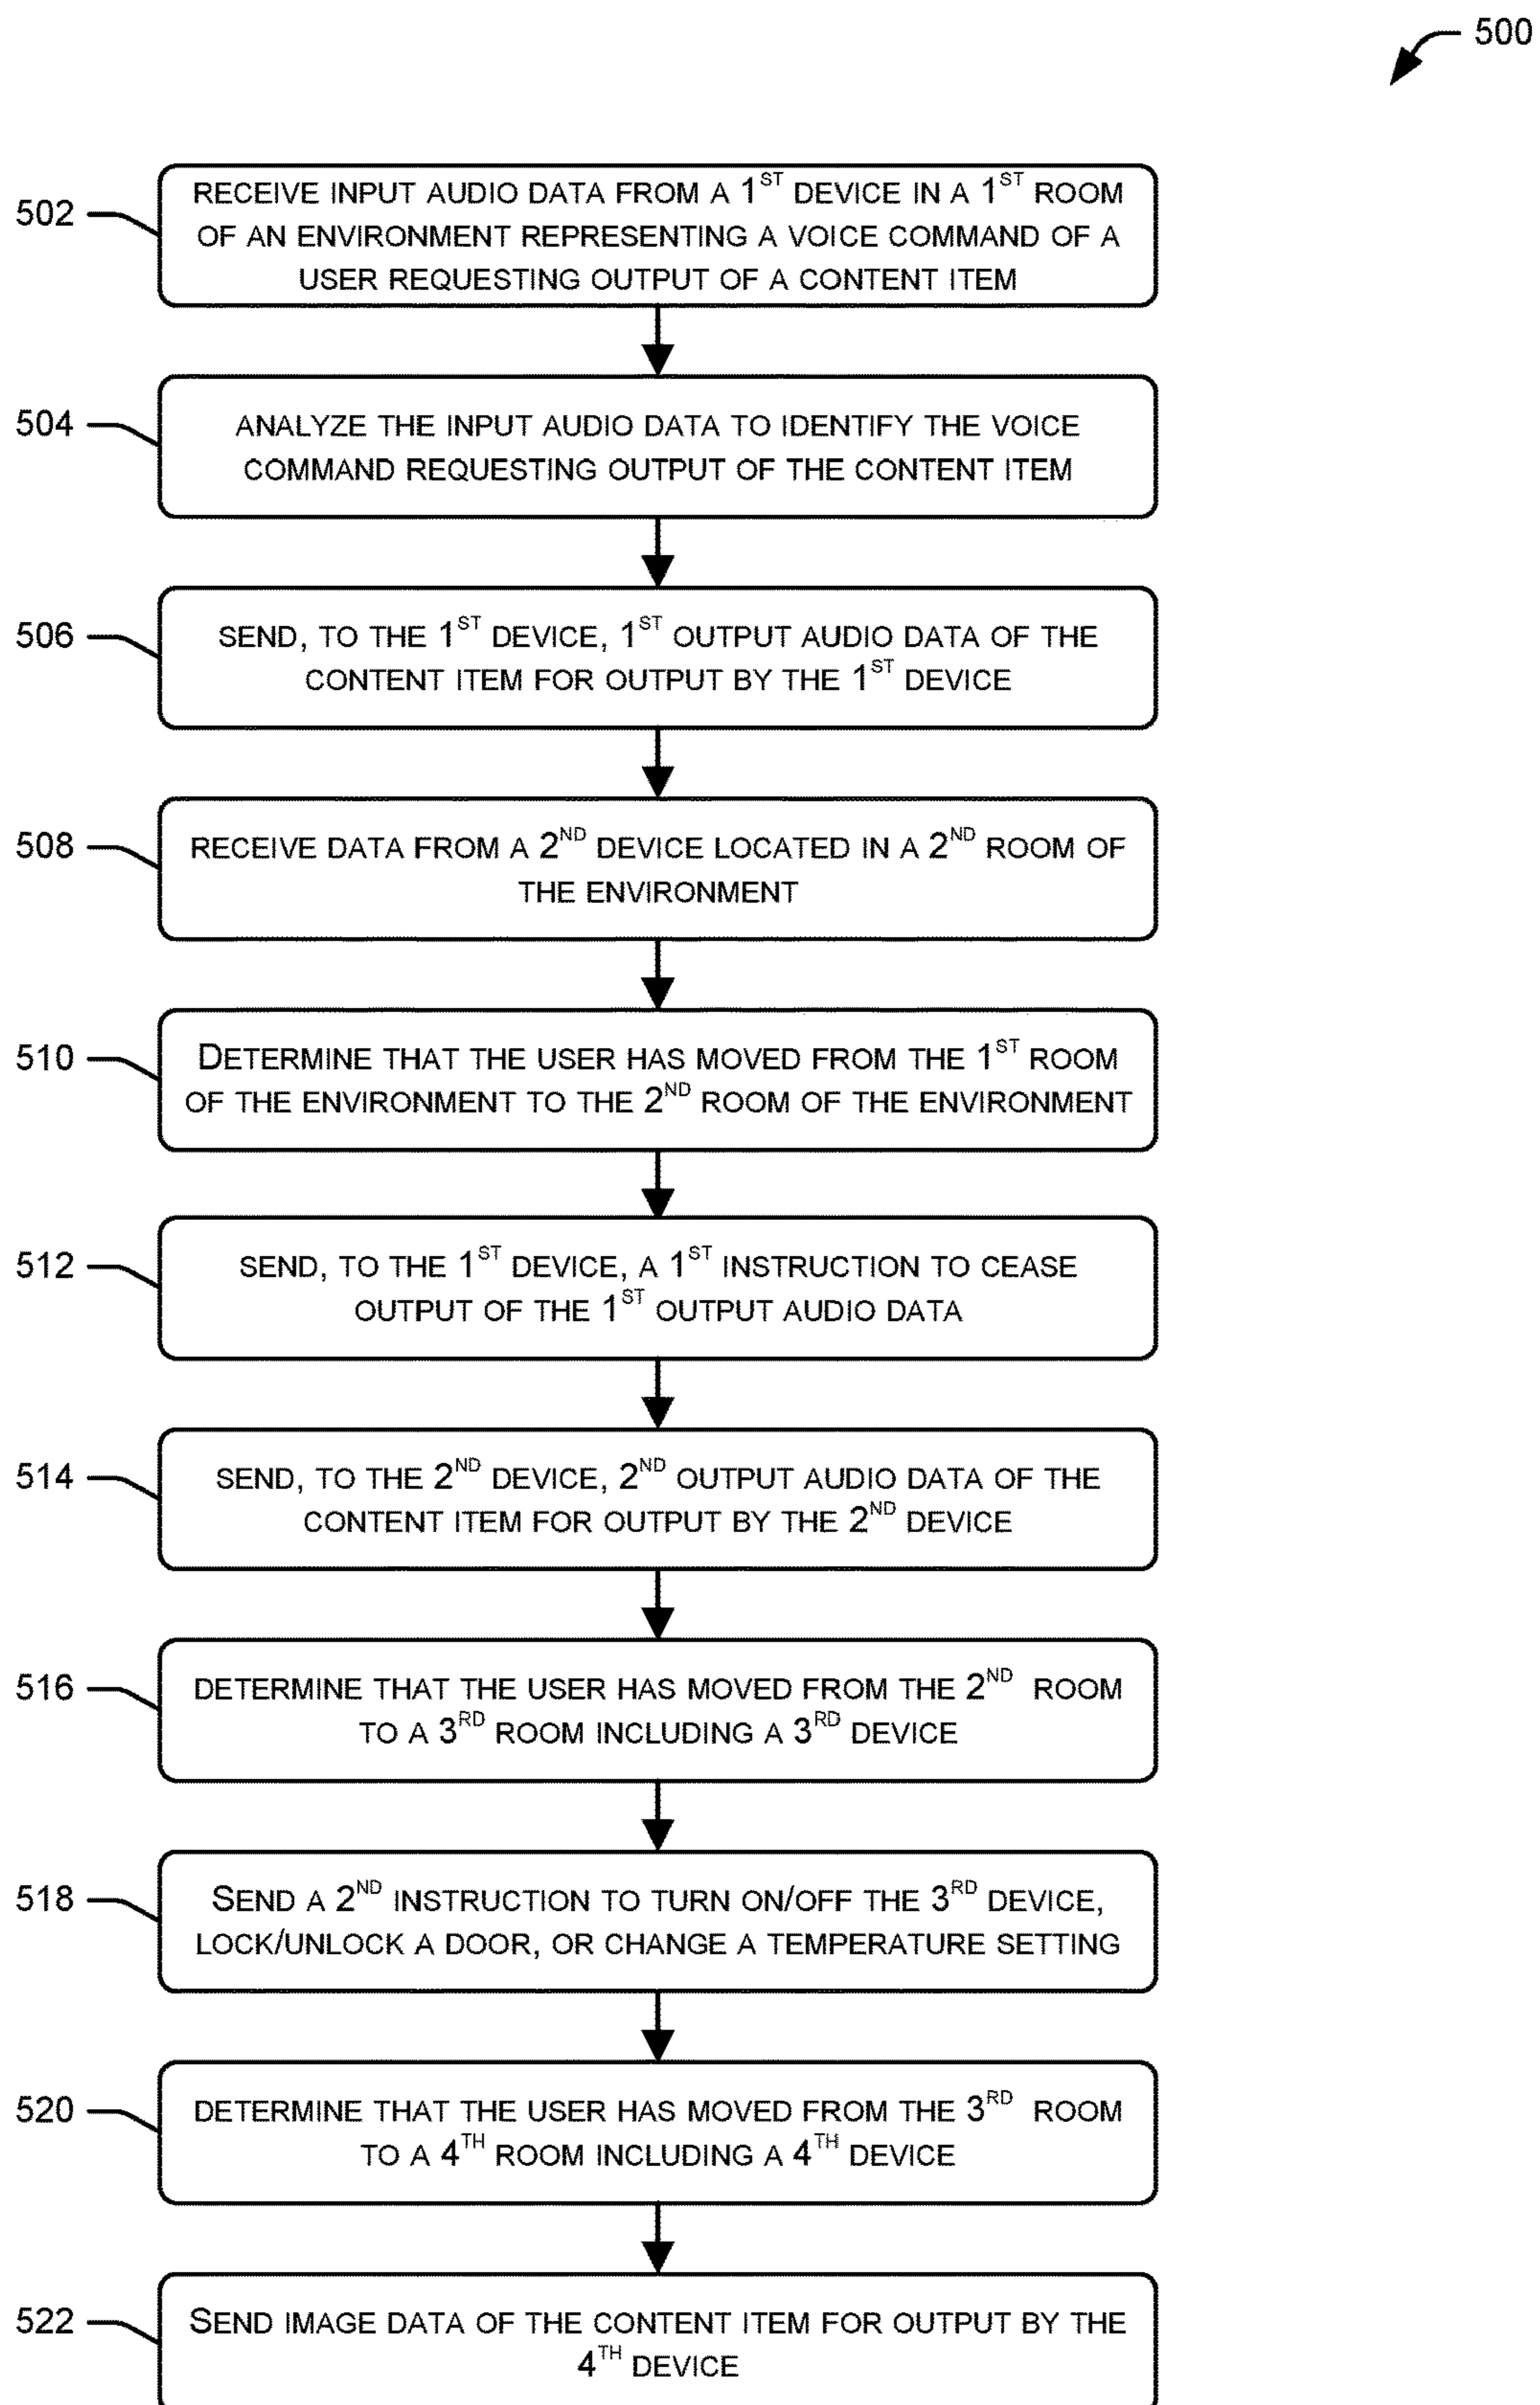 500
502
RECEIVE INPUT AUDIO DATA FROM A 1ST DEVICE IN A 1ST ROOM
OF AN ENVIRONMENT REPRESENTING A VOICE COMMAND OF A
USER REQUESTING OUTPUT OF A CONTENT ITEM
504
ANALYZE THE INPUT AUDIO DATA TO IDENTIFY THE VOICE
COMMAND REQUESTING OUTPUT OF THE CONTENT ITEM
506
SEND, TO THE 1ST DEVICE, 1ST OUTPUT AUDIO DATA OF THE
CONTENT ITEM FOR OUTPUT BY THE 1ST DEVICE
508
RECEIVE DATA FROM A 2ND DEVICE LOCATED IN A 2ND ROOM OF
THE ENVIRONMENT
510
DETERMINE THAT THE USER HAS MOVED FROM THE 1ST ROOM
OF THE ENVIRONMENT TO THE 2ND ROOM OF THE ENVIRONMENT
512
SEND, TO THE 1ST DEVICE, A 1ST INSTRUCTION TO CEASE
OUTPUT OF THE 1ST OUTPUT AUDIO DATA
514
SEND, TO THE 2ND DEVICE, 2ND OUTPUT AUDIO DATA OF THE
CONTENT ITEM FOR OUTPUT BY THE 2ND DEVICE
516
DETERMINE THAT THE USER HAS MOVED FROM THE 2ND ROOM
TO A 3RD ROOM INCLUDING A 3RD DEVICE
518
SEND A 2ND INSTRUCTION TO TURN ON/OFF THE 3RD DEVICE,
LOCK/UNLOCK A DOOR, OR CHANGE A TEMPERATURE SETTING
520
DETERMINE THAT THE USER HAS MOVED FROM THE 3RD ROOM
TO A 4TH ROOM INCLUDING A 4TH DEVICE
522
SEND IMAGE DATA OF THE CONTENT ITEM FOR OUTPUT BY THE
4TH DEVICE